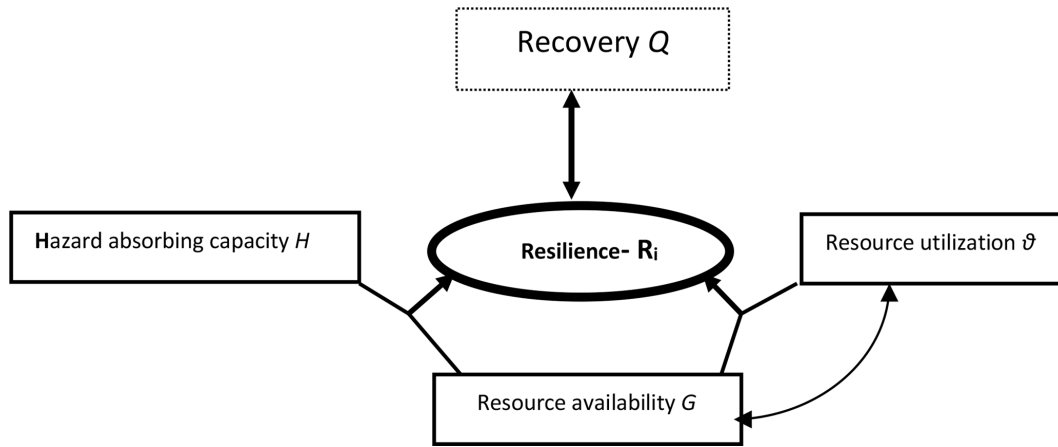 Recovery Q
Hazard absorbing capacity H
Resilience- Rᵢ
Resource utilization ϑ
Resource availability G